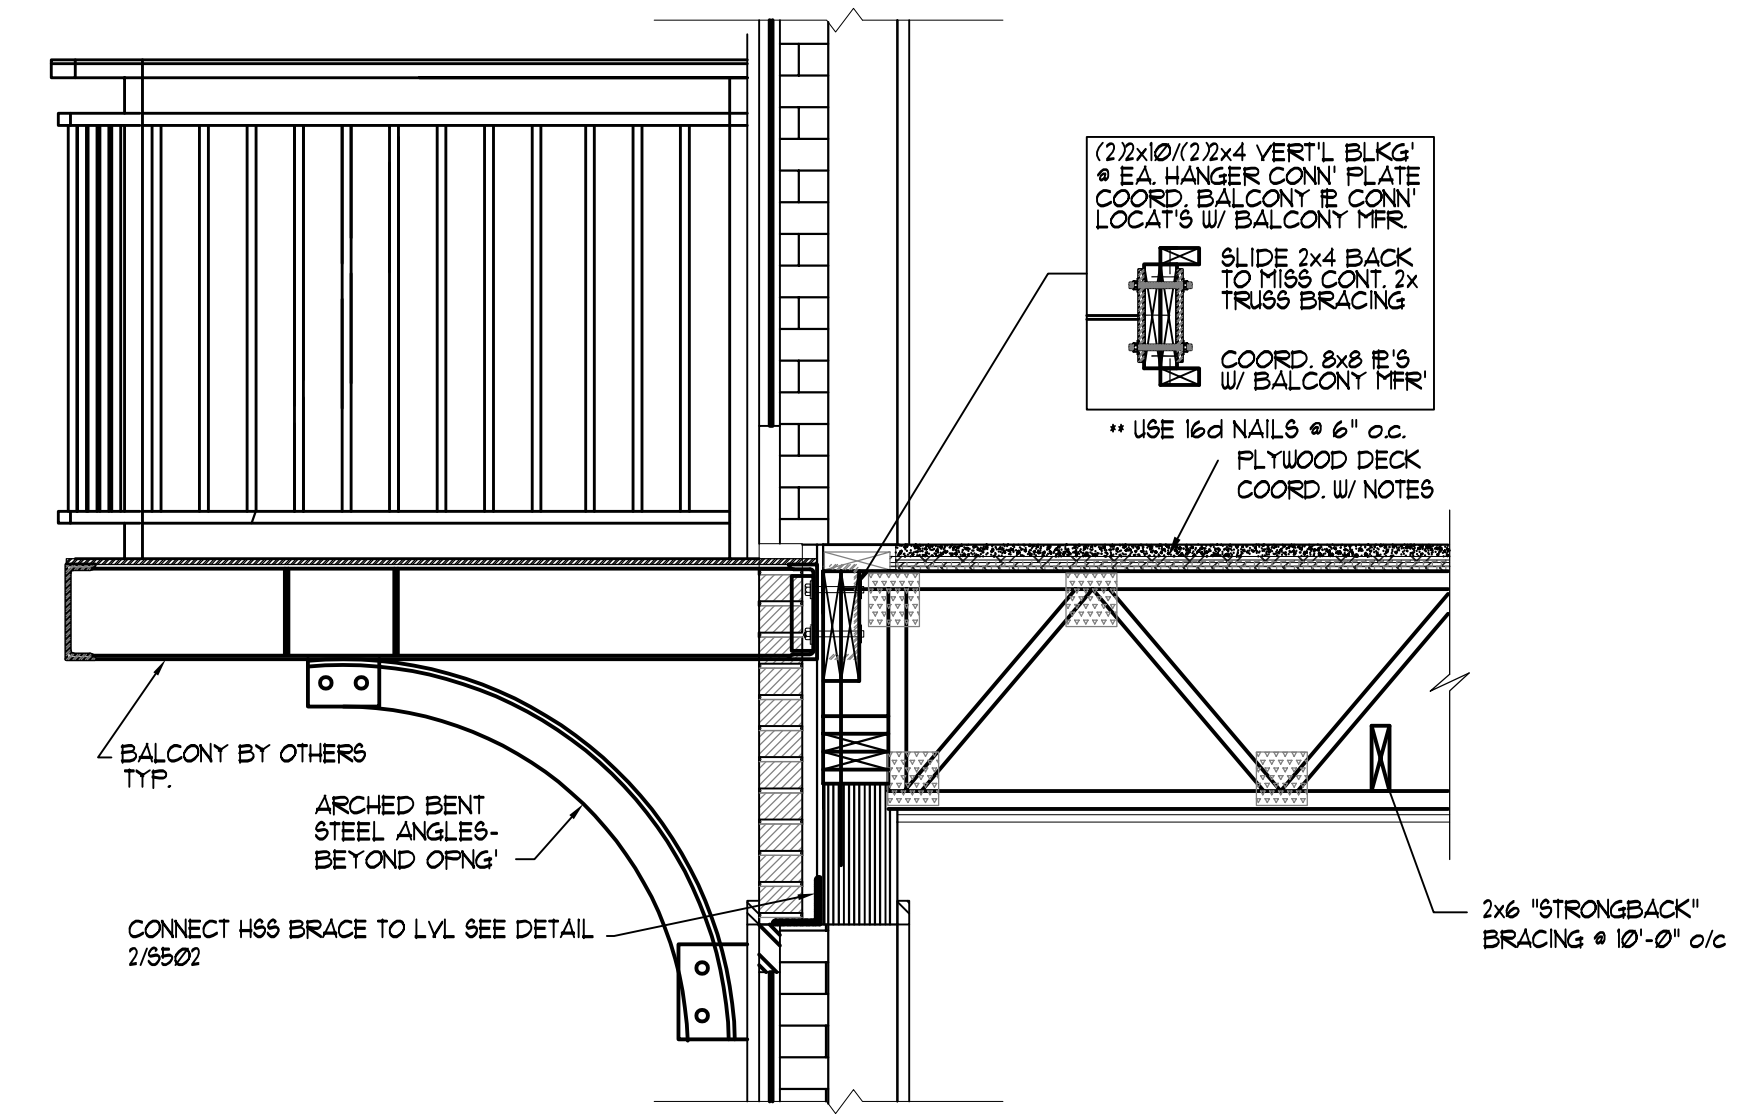 (2)2x10/(2)2x4 VERT'L BLKG'
@ EA. HANGER CONN' PLATE
COORD. BALCONY PL CONN'
LOCAT'S W/ BALCONY MFR.
SLIDE 2x4 BACK
TO MISS CONT. 2x
TRUSS BRACING
COORD. 8x8 PL'S
W/ BALCONY MFR'
** USE 16d NAILS @ 6" o.c.
PLYWOOD DECK
COORD. W/ NOTES
BALCONY BY OTHERS
TYP.
ARCHED BENT
STEEL ANGLES-
BEYOND OPNG'
CONNECT HSS BRACE TO LVL SEE DETAIL
2/S502
2x6 "STRONGBACK"
BRACING @ 10'-0" o/c